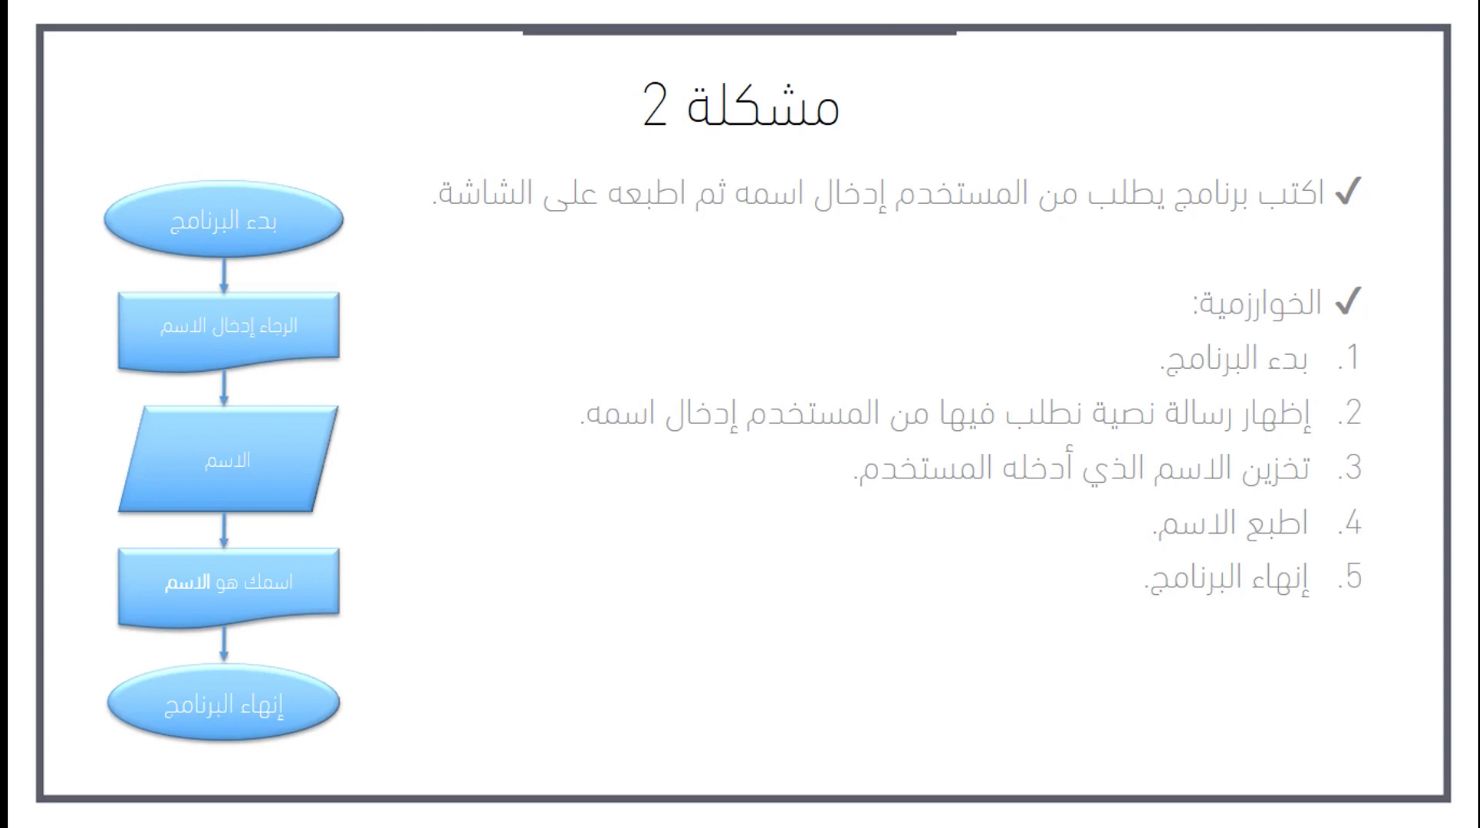 مشكلة 2
✓ اكتب برنامج يطلب من المستخدم إدخال اسمه ثم اطبعه على الشاشة.
✓ الخوارزمية:
1. بدء البرنامج.
2. إظهار رسالة نصية نطلب فيها من المستخدم إدخال اسمه.
3. تخزين الاسم الذي أدخله المستخدم.
4. اطبع الاسم.
5. إنهاء البرنامج.
بدء البرنامج
الرجاء إدخال الاسم
الاسم
اسمك هو الاسم
إنهاء البرنامج